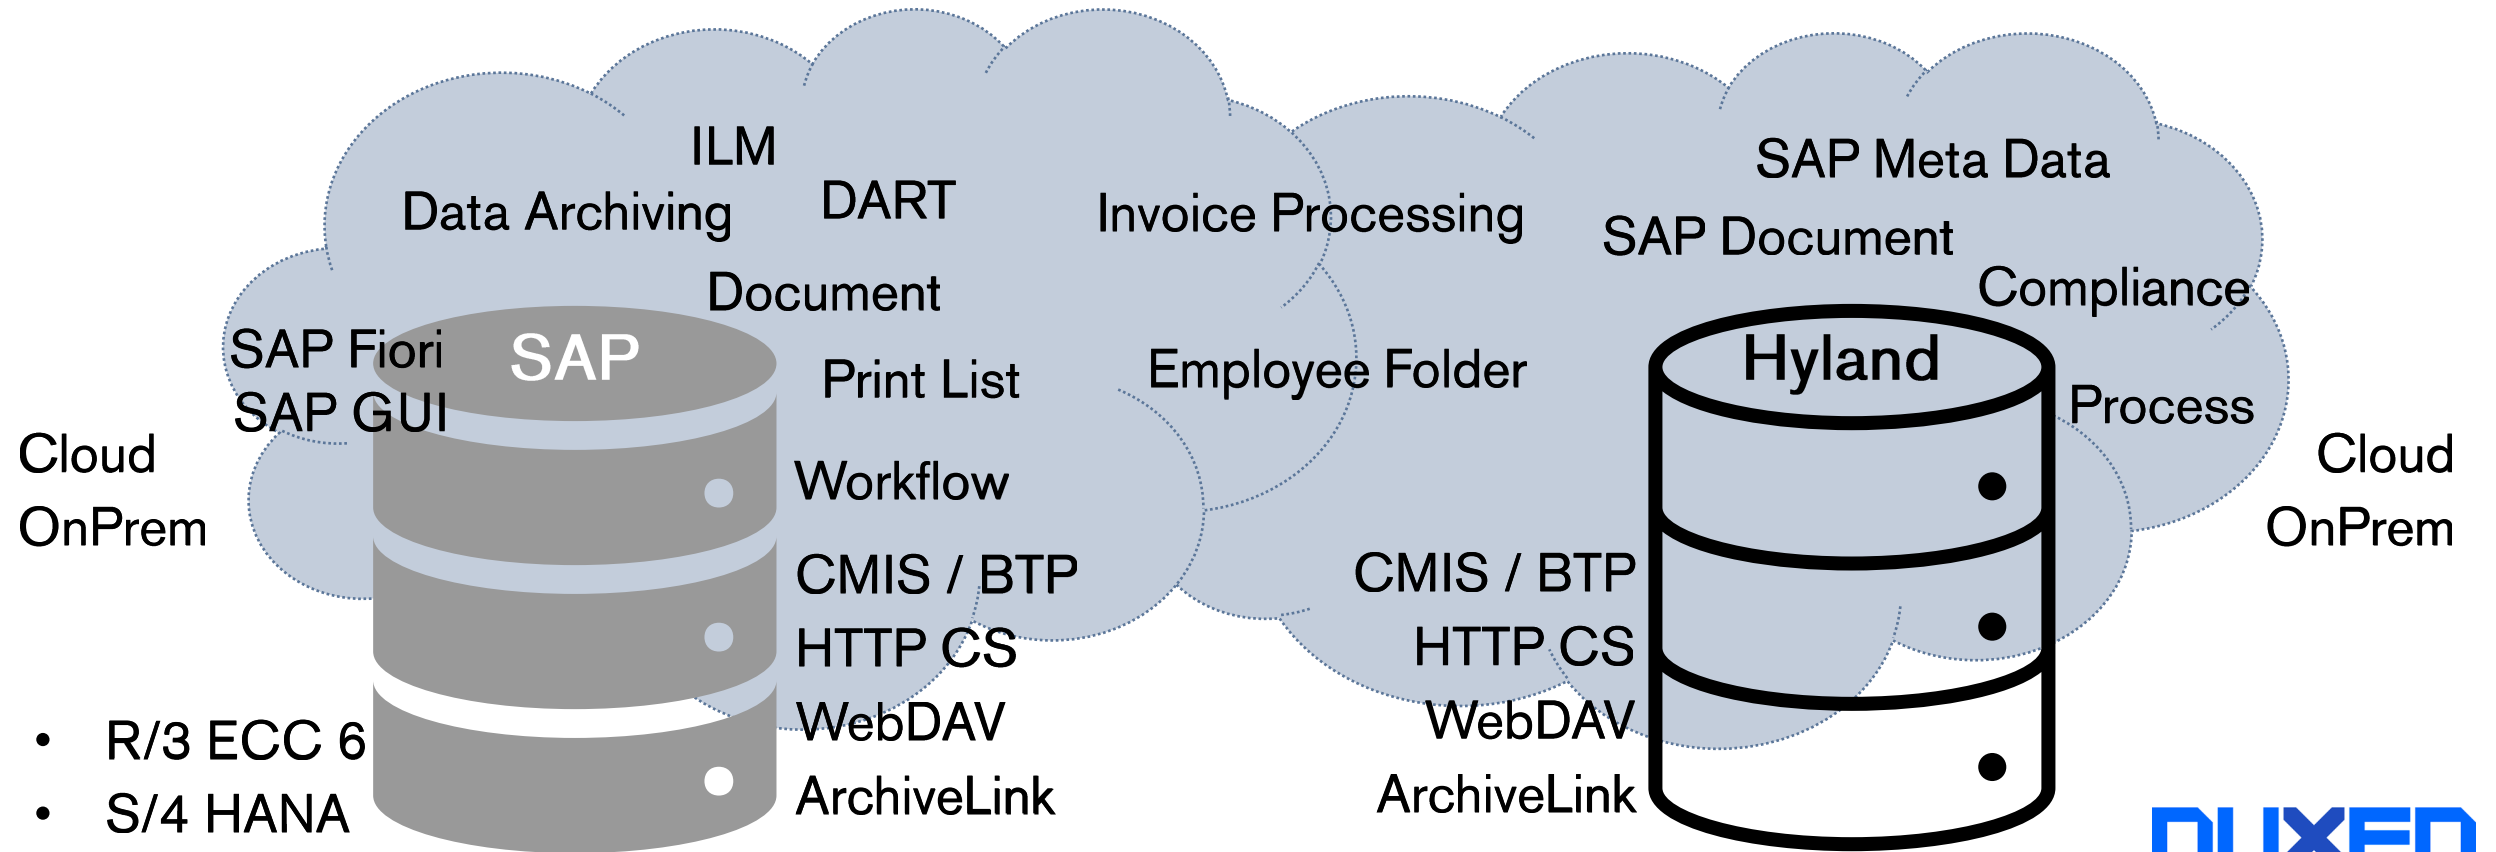 ILM
SAP Meta Data
Data Archiving
DART
Invoice Processing
SAP Document
Document
Compliance
SAP Fiori
SAP
Print List
Employee Folder
Hyland
SAP GUI
Process
Cloud
Workflow
Cloud
OnPrem
OnPrem
CMIS / BTP
CMIS / BTP
HTTP CS
HTTP CS
WebDAV
WebDAV
• R/3 ECC 6
ArchiveLink
ArchiveLink
• S/4 HANA